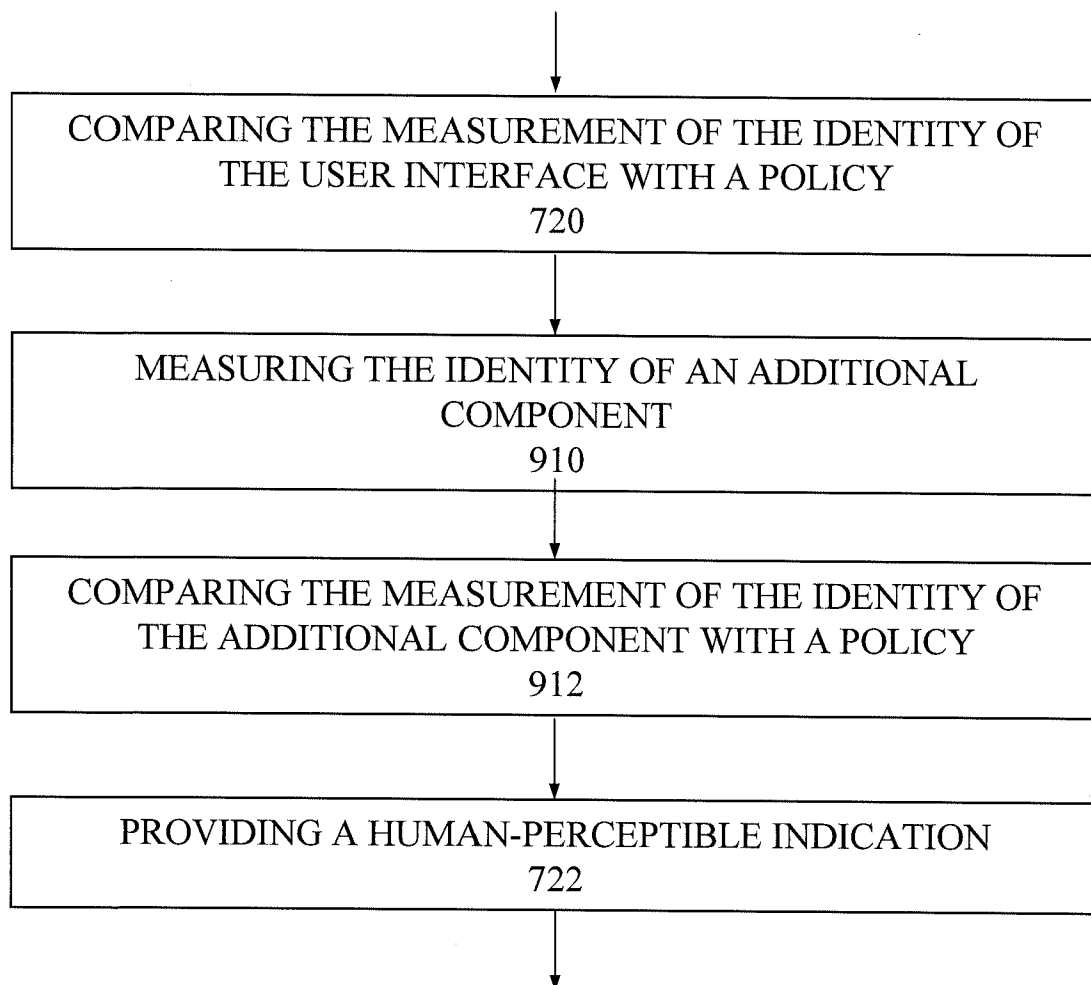 COMPARING THE MEASUREMENT OF THE IDENTITY OF
THE USER INTERFACE WITH A POLICY
720
MEASURING THE IDENTITY OF AN ADDITIONAL
COMPONENT
910
COMPARING THE MEASUREMENT OF THE IDENTITY OF
THE ADDITIONAL COMPONENT WITH A POLICY
912
PROVIDING A HUMAN-PERCEPTIBLE INDICATION
722